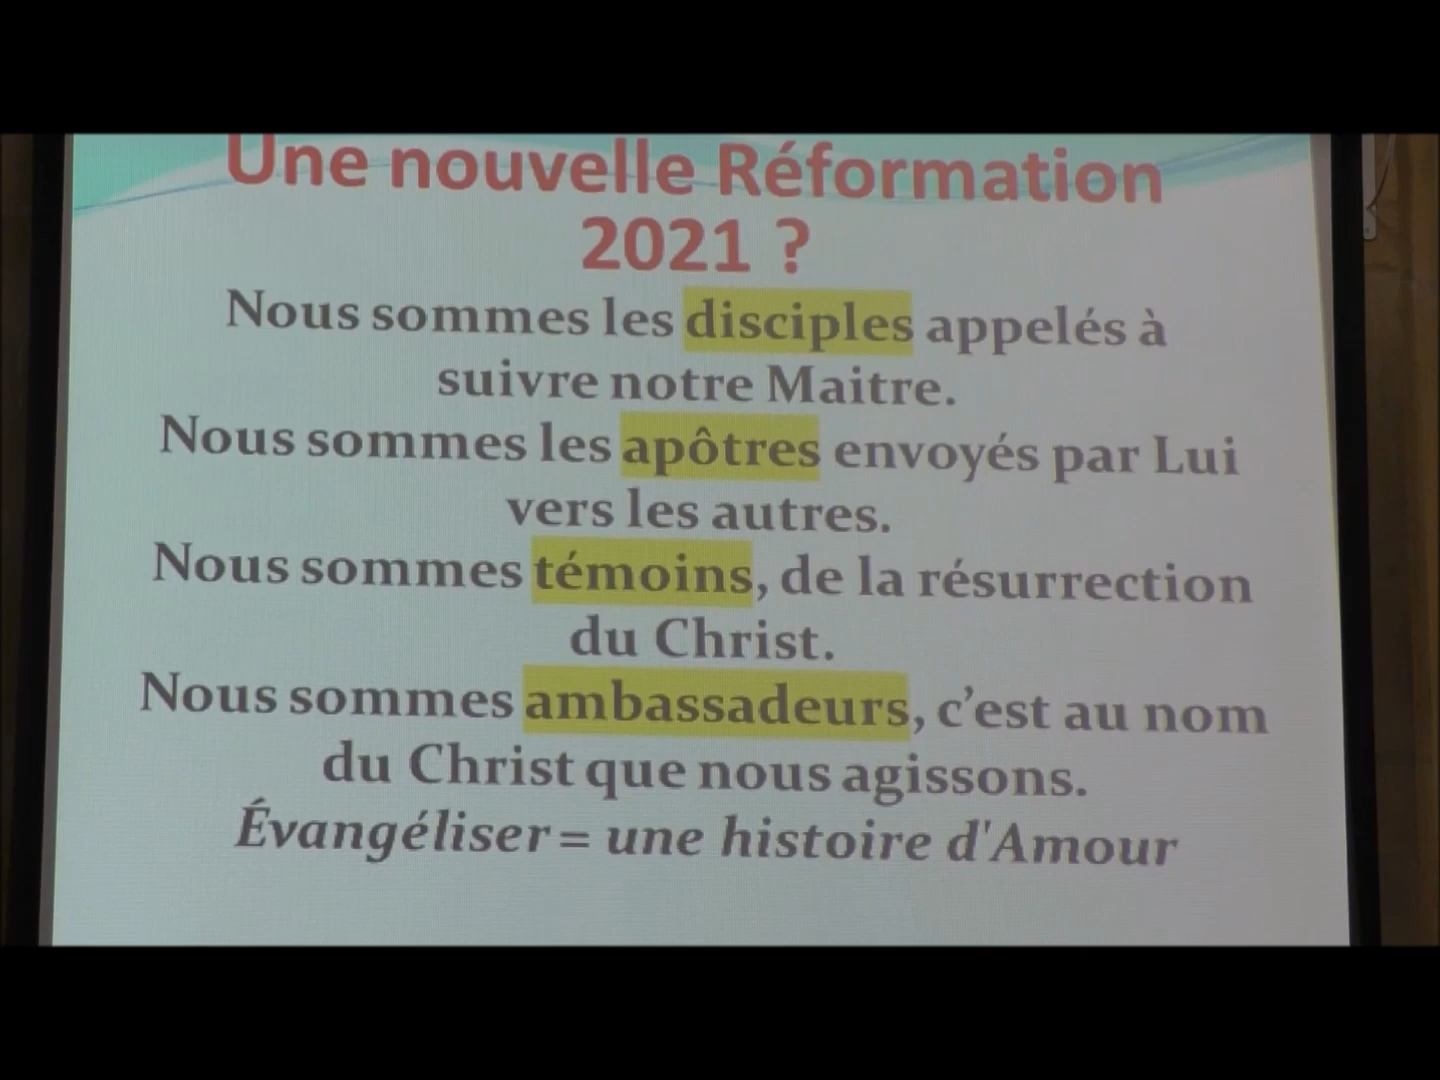 Une nouvelle Réformation
2021 ?
Nous sommes les disciples appelés à
suivre notre Maitre.
Nous sommes les apôtres envoyés par Lui
vers les autres.
Nous sommes témoins, de la résurrection
du Christ.
Nous sommes ambassadeurs, c’est au nom
du Christ que nous agissons.
Évangéliser = une histoire d'Amour